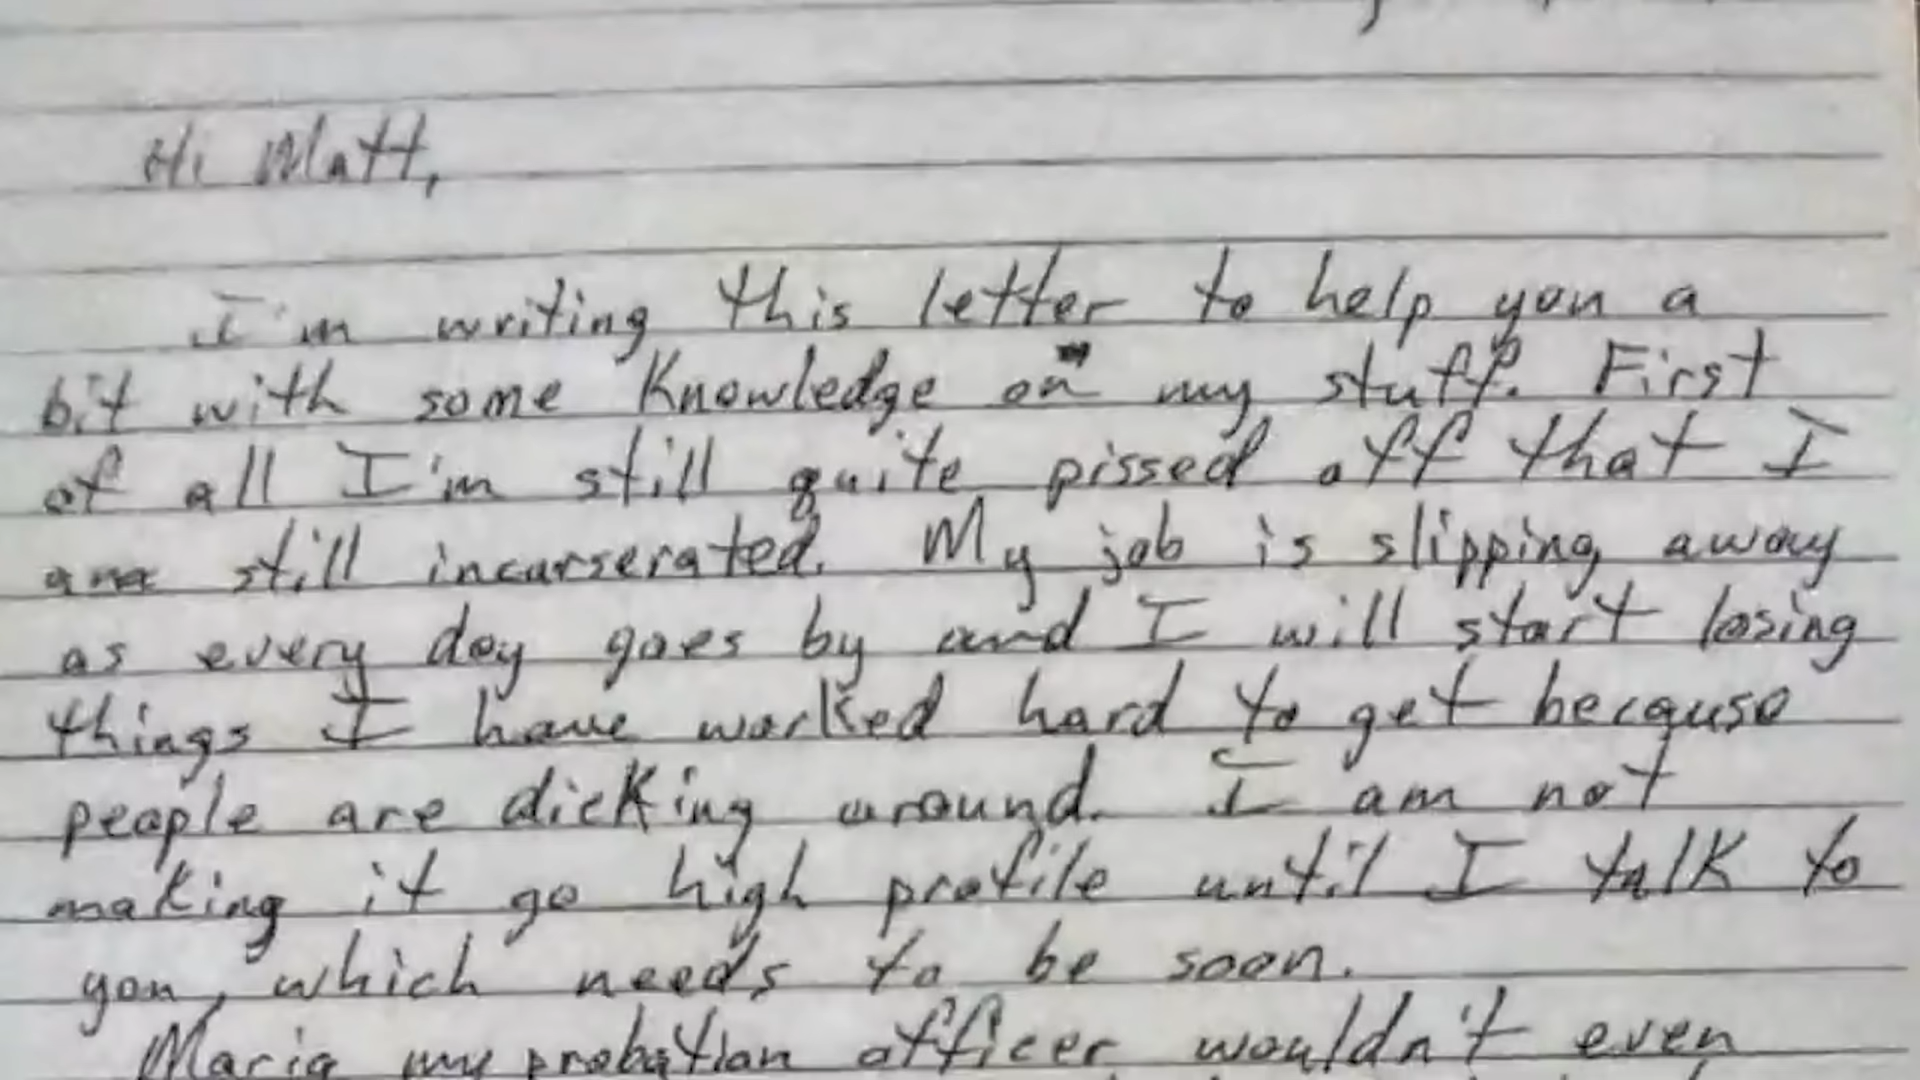 Hi Matt,
I'm writing this letter to help you a
bit with some Knowledge on my stuff. First
of all I'm still quite pissed off that I
am still incarserated. My job is slipping away
as every day goes by and I will start losing
things I have worked hard to get because
people are dicking around. I am not
making it go high profile until I talk to
you, which needs to be soon.
Maria my probation officer wouldn't even